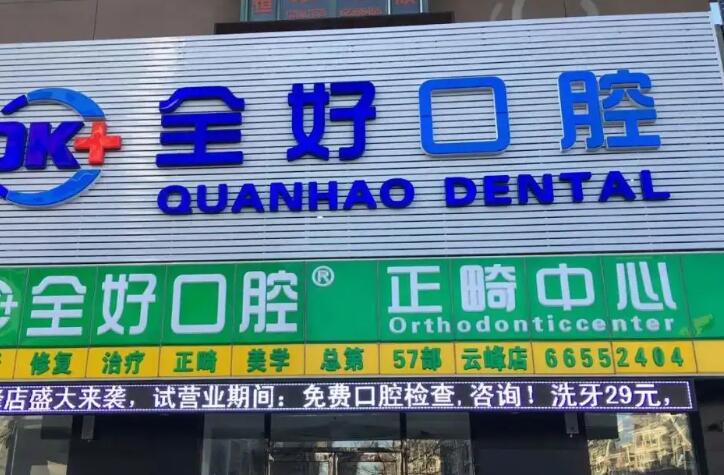 OK+ 全好口腔
QUANHAO DENTAL
全好口腔® 正畸中心
Orthodonticcenter
修复 治疗 正畸 美学 总第 57部 云峰店 66552404
店盛大来袭，试营业期间：免费口腔检查,咨询！洗牙29元，